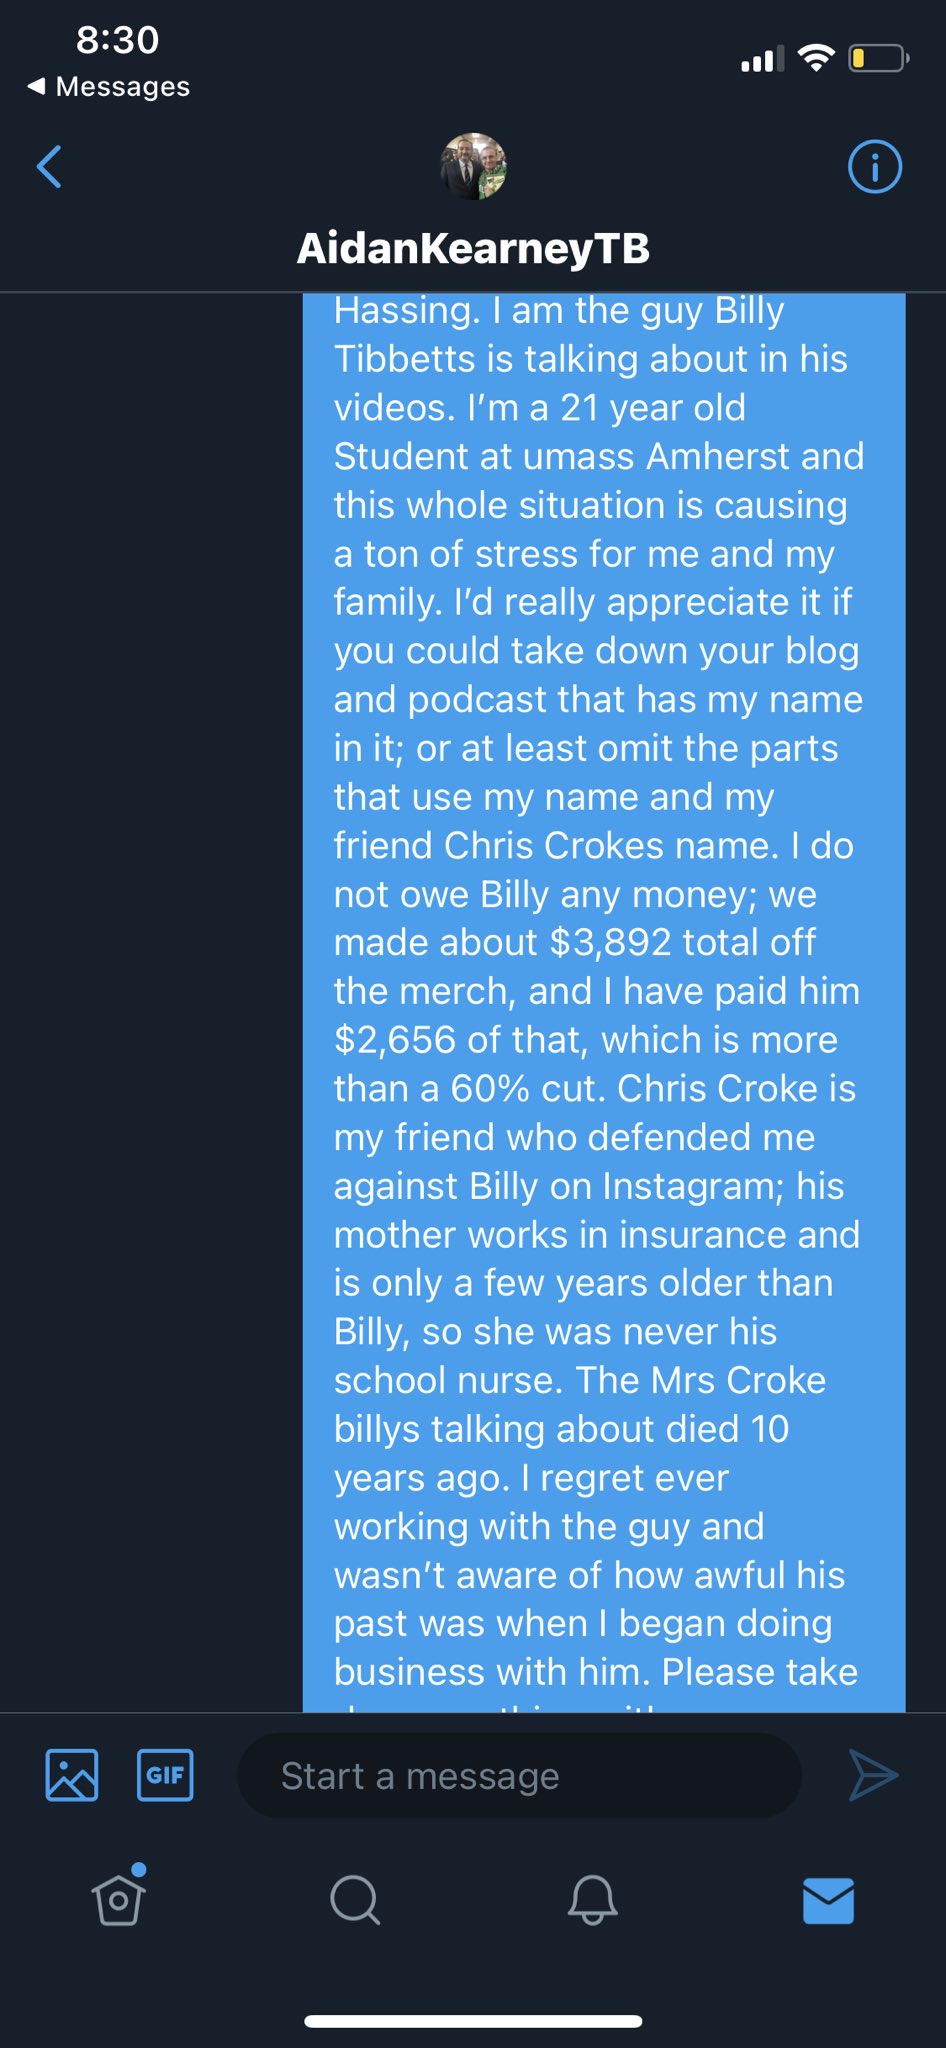 8:30
◀ Messages
AidanKearneyTB
Hassing. I am the guy Billy
Tibbetts is talking about in his
videos. I'm a 21 year old
Student at umass Amherst and
this whole situation is causing
a ton of stress for me and my
family. I'd really appreciate it if
you could take down your blog
and podcast that has my name
in it; or at least omit the parts
that use my name and my
friend Chris Crokes name. I do
not owe Billy any money; we
made about $3,892 total off
the merch, and I have paid him
$2,656 of that, which is more
than a 60% cut. Chris Croke is
my friend who defended me
against Billy on Instagram; his
mother works in insurance and
is only a few years older than
Billy, so she was never his
school nurse. The Mrs Croke
billys talking about died 10
years ago. I regret ever
working with the guy and
wasn't aware of how awful his
past was when I began doing
business with him. Please take
GIF
Start a message